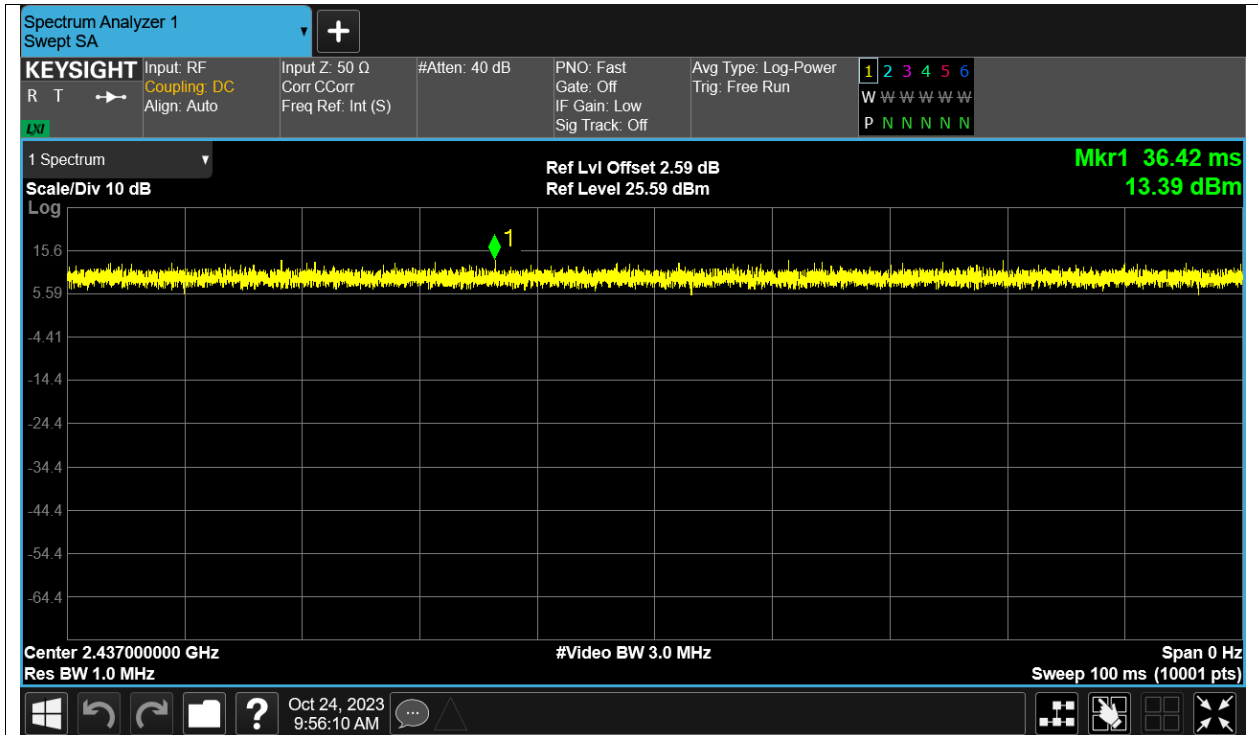 Spectrum Analyzer 1
Swept SA
+
KEYSIGHT
R T
LXI
Input: RF
Coupling: DC
Align: Auto
Input Z: 50 Ω
Corr CCorr
Freq Ref: Int (S)
#Atten: 40 dB
PNO: Fast
Gate: Off
IF Gain: Low
Sig Track: Off
Avg Type: Log-Power
Trig: Free Run
1 2 3 4 5 6
W W W W W W
P N N N N N
1 Spectrum
Scale/Div 10 dB
Log
Ref Lvl Offset 2.59 dB
Ref Level 25.59 dBm
Mkr1 36.42 ms
13.39 dBm
1
15.6
5.59
-4.41
-14.4
-24.4
-34.4
-44.4
-54.4
-64.4
Center 2.437000000 GHz
Res BW 1.0 MHz
#Video BW 3.0 MHz
Span 0 Hz
Sweep 100 ms (10001 pts)
?
Oct 24, 2023
9:56:10 AM